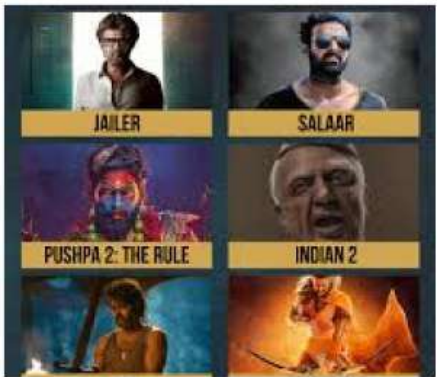 JAILER
SALAAR
PUSHPA 2: THE RULE
INDIAN 2